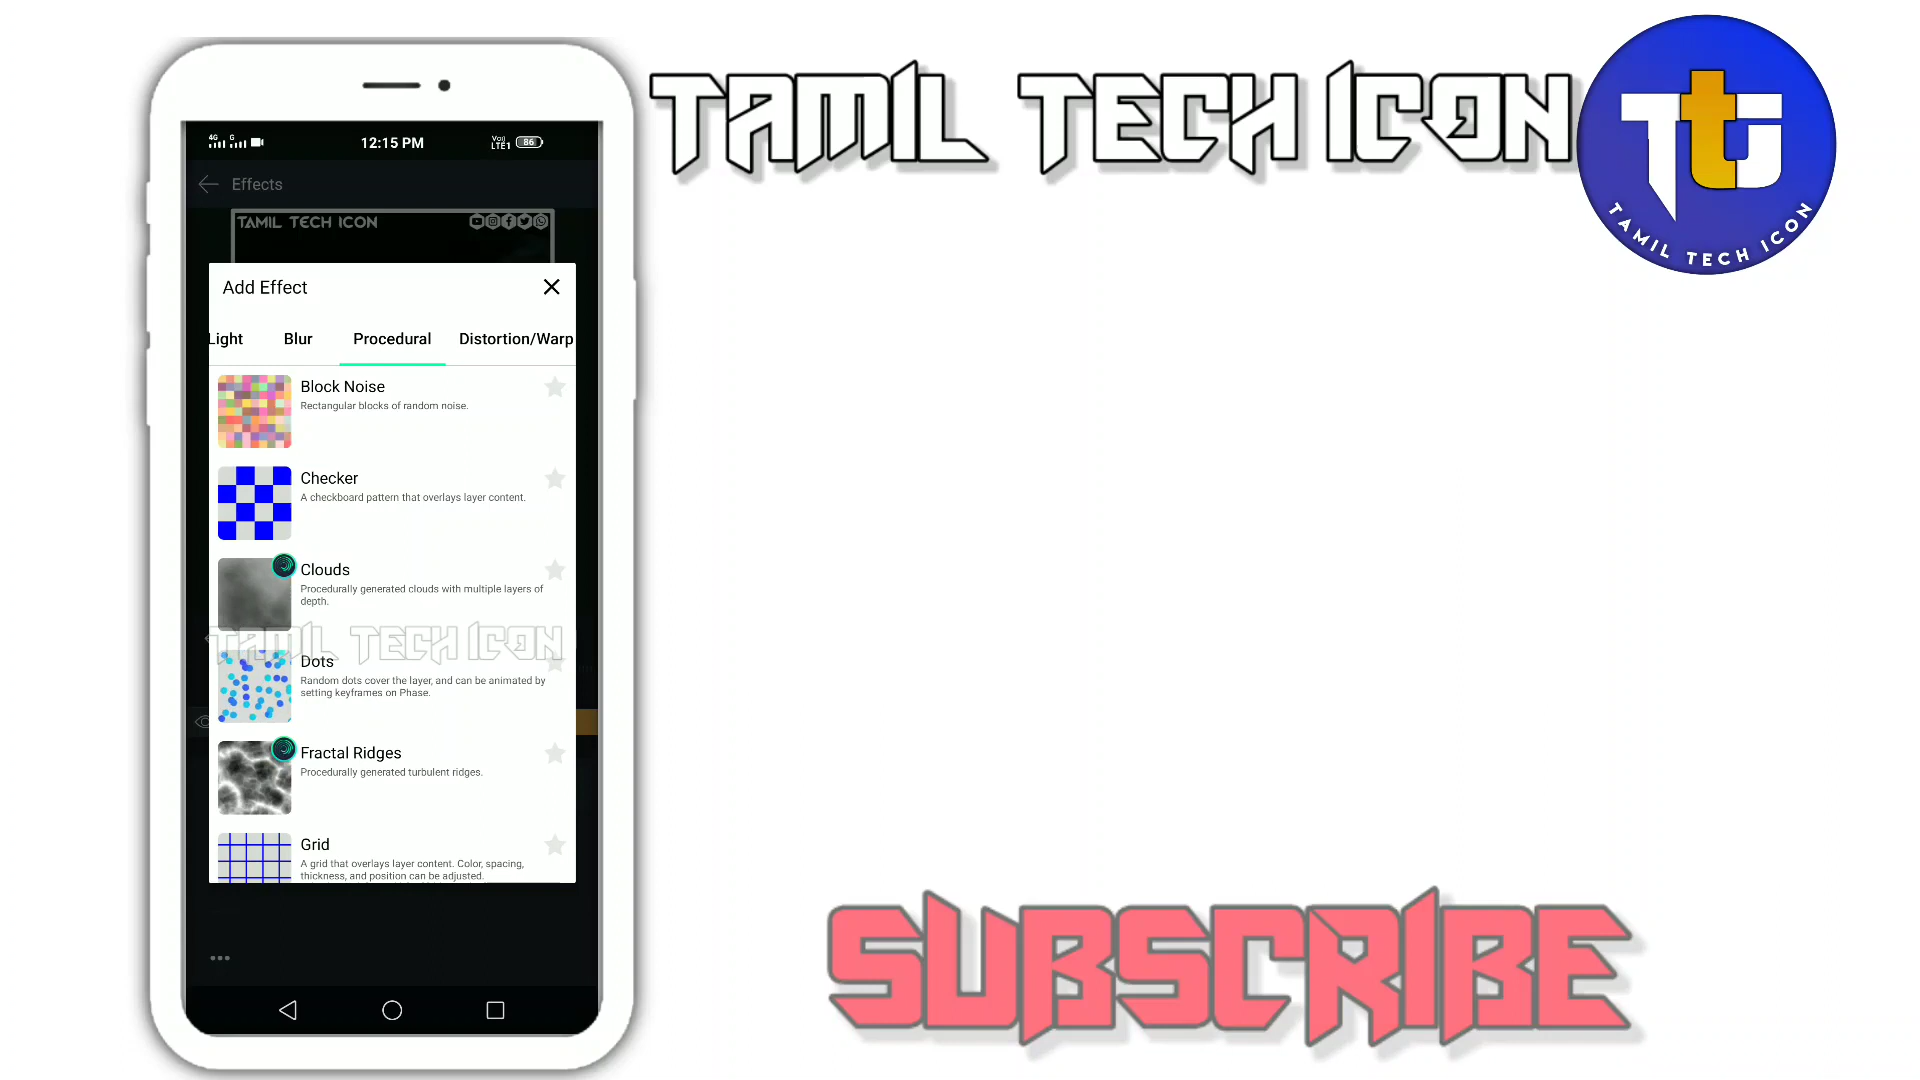 TAMIL TECH ICON
ttt
TAMIL TECH ICON
4G G
12:15 PM
VoLTE1 86
Effects
TAMIL TECH ICON
Add Effect
Light Blur Procedural Distortion/Warp
Block Noise
Rectangular blocks of random noise.
Checker
A checkboard pattern that overlays layer content.
Clouds
Procedurally generated clouds with multiple layers of
depth.
TAMIL TECH ICON
Dots
Random dots cover the layer, and can be animated by
setting keyframes on Phase.
Fractal Ridges
Procedurally generated turbulent ridges.
Grid
A grid that overlays layer content. Color, spacing,
thickness, and position can be adjusted.
SUBSCRIBE